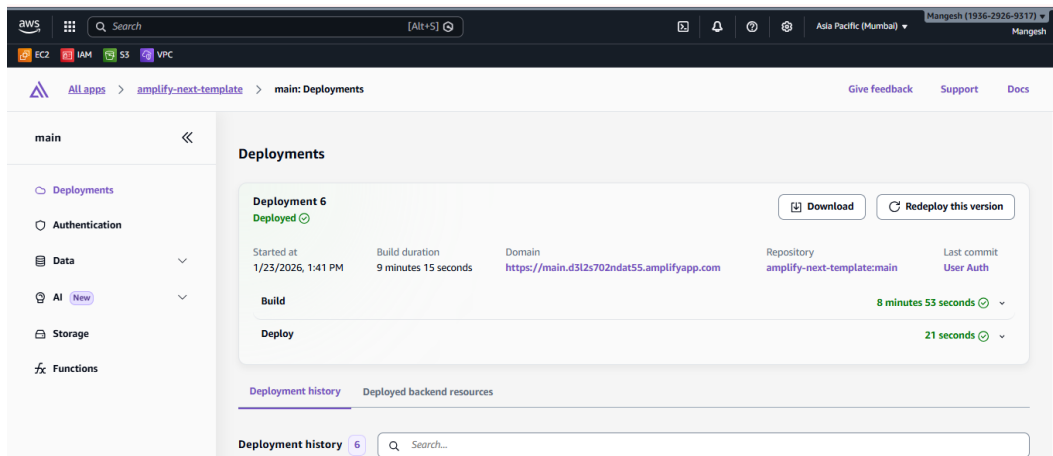 aws
Search
[Alt+S]
Asia Pacific (Mumbai)
Mangesh (1936-2926-9317)
Mangesh
EC2 IAM S3 VPC
All apps > amplify-next-template > main: Deployments
Give feedback Support Docs
main
Deployments
Authentication
Data
AI New
Storage
Functions
Deployments
Deployment 6
Deployed
Download
Redeploy this version
Started at
1/23/2026, 1:41 PM
Build duration
9 minutes 15 seconds
Domain
https://main.d3l2s702ndat55.amplifyapp.com
Repository
amplify-next-template:main
Last commit
User Auth
Build
8 minutes 53 seconds
Deploy
21 seconds
Deployment history
Deployed backend resources
Deployment history 6
Search...